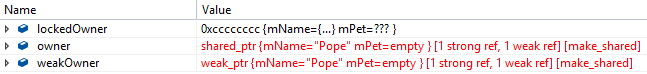 Name Value
lockedOwner 0xcccccccc {mName={...} mPet=??? }
owner shared_ptr {mName="Pope" mPet=empty } [1 strong ref, 1 weak ref] [make_shared]
weakOwner weak_ptr {mName="Pope" mPet=empty } [1 strong ref, 1 weak ref] [make_shared]